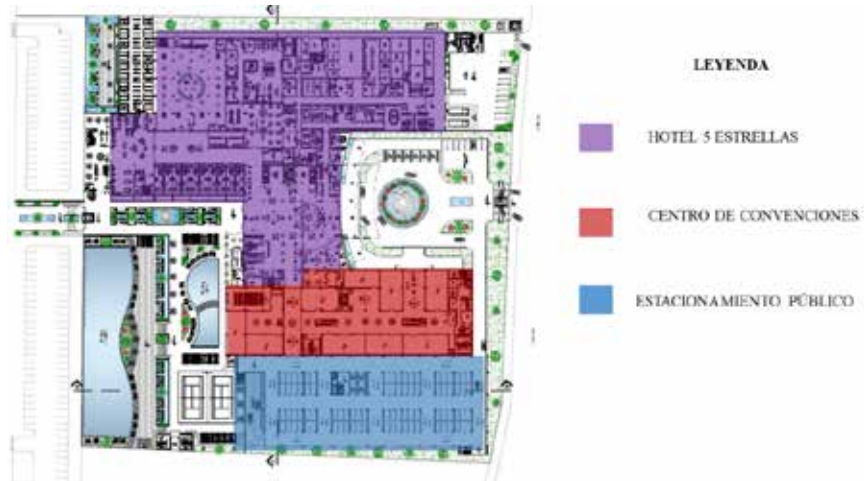 LEYENDA
HOTEL 5 ESTRELLAS
CENTRO DE CONVENCIONES
ESTACIONAMIENTO PÚBLICO